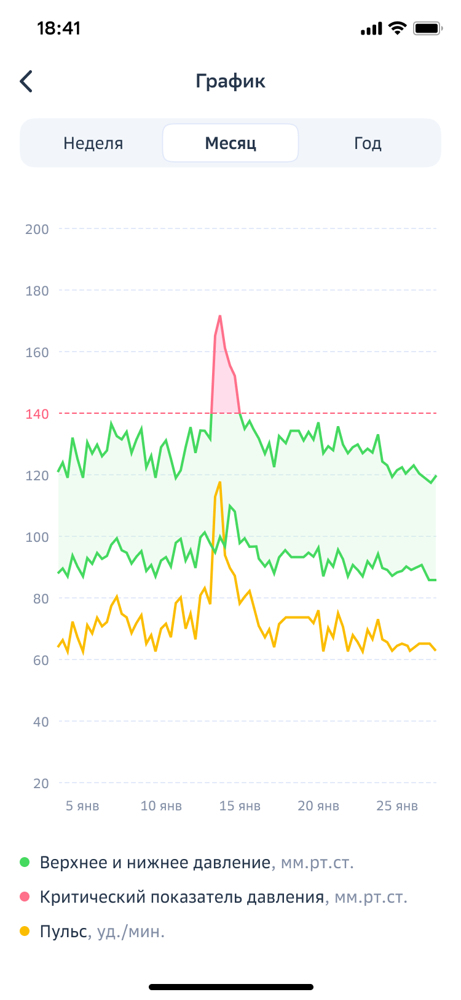 18:41
График
Неделя Месяц Год
200
180
160
140
120
100
80
60
40
20
5 янв 10 янв 15 янв 20 янв 25 янв
Верхнее и нижнее давление, мм.рт.ст.
Критический показатель давления, мм.рт.ст.
Пульс, уд./мин.